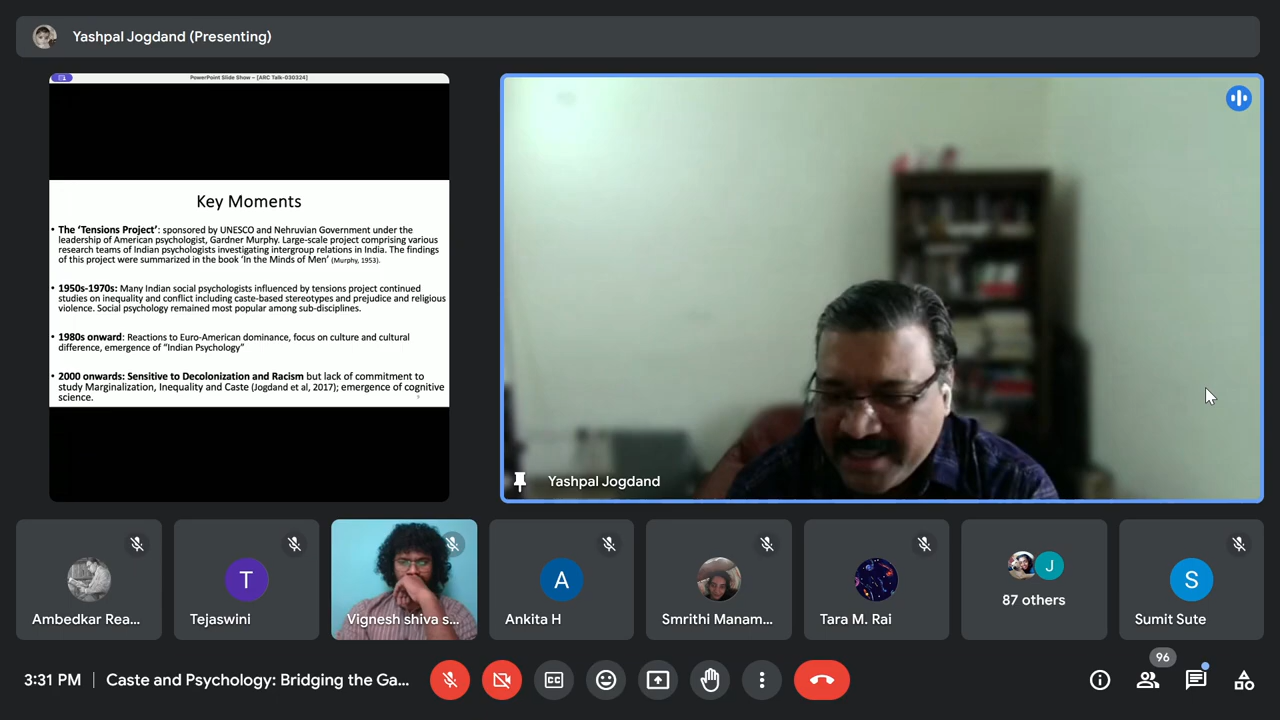 Yashpal Jogdand (Presenting)
PowerPoint Slide Show – [ARC Talk-030324]
Key Moments
• The ‘Tensions Project’: sponsored by UNESCO and Nehruvian Government under the
leadership of American psychologist, Gardner Murphy. Large-scale project comprising various
research teams of Indian psychologists investigating intergroup relations in India. The findings
of this project were summarized in the book ‘In the Minds of Men’ (Murphy, 1953).
• 1950s-1970s: Many Indian social psychologists influenced by tensions project continued
studies on inequality and conflict including caste-based stereotypes and prejudice and religious
violence. Social psychology remained most popular among sub-disciplines.
• 1980s onward: Reactions to Euro-American dominance, focus on culture and cultural
difference, emergence of “Indian Psychology”
• 2000 onwards: Sensitive to Decolonization and Racism but lack of commitment to
study Marginalization, Inequality and Caste (Jogdand et al, 2017); emergence of cognitive
science.
Yashpal Jogdand
Ambedkar Rea...
T
Tejaswini
Vignesh shiva s...
A
Ankita H
Smrithi Manam...
Tara M. Rai
J
87 others
S
Sumit Sute
3:31 PM | Caste and Psychology: Bridging the Ga...
CC
96